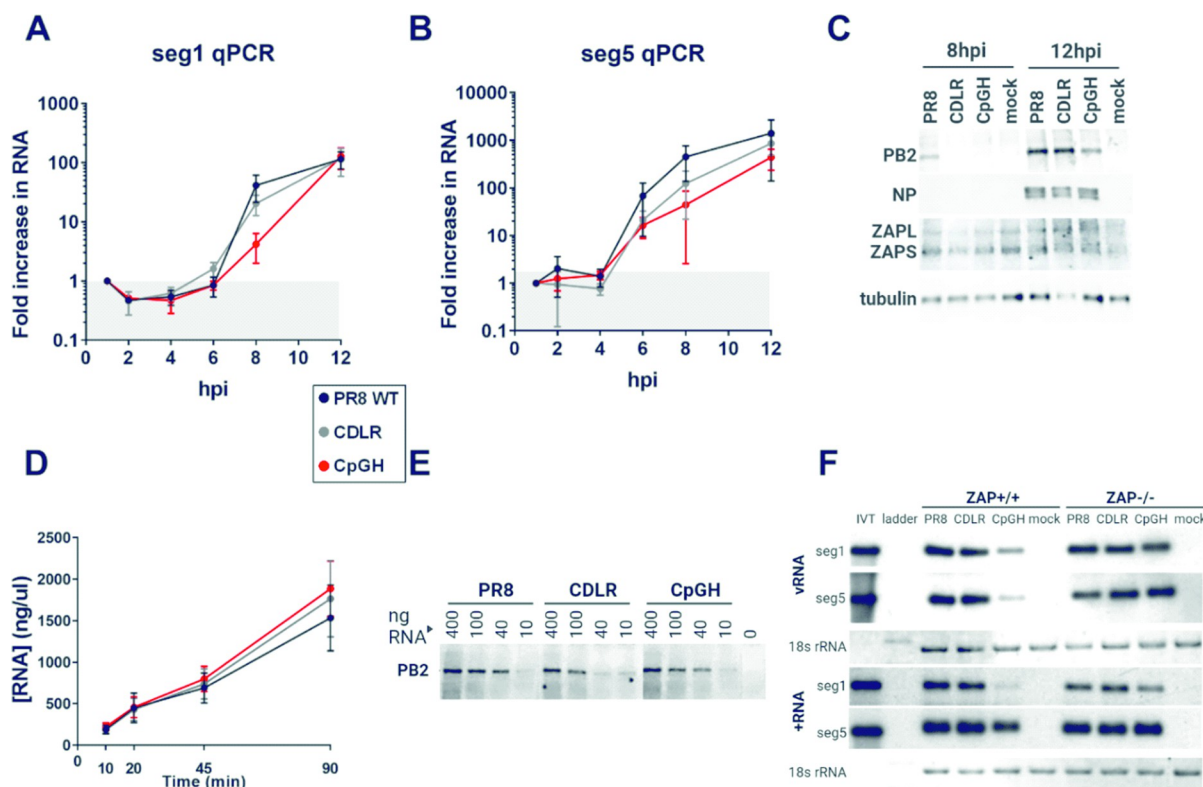 A
seg1 qPCR
Fold increase in RNA
1000
100
10
1
0.1
0 2 4 6 8 10 12
hpi
B
seg5 qPCR
Fold increase in RNA
10000
1000
100
10
1
0.1
0 2 4 6 8 10 12
hpi
PR8 WT
CDLR
CpGH
C
8hpi 12hpi
PR8 CDLR CpGH mock PR8 CDLR CpGH mock
PB2
NP
ZAPL
ZAPS
tubulin
D
[RNA] (ng/ul)
2500
2000
1500
1000
500
0
10 20 45 90
Time (min)
E
PR8 CDLR CpGH
ng RNA 400 100 40 10 400 100 40 10 400 100 40 10 0
PB2
F
ZAP+/+ ZAP-/-
IVT ladder PR8 CDLR CpGH mock PR8 CDLR CpGH mock
vRNA
seg1
seg5
18s rRNA
+RNA
seg1
seg5
18s rRNA